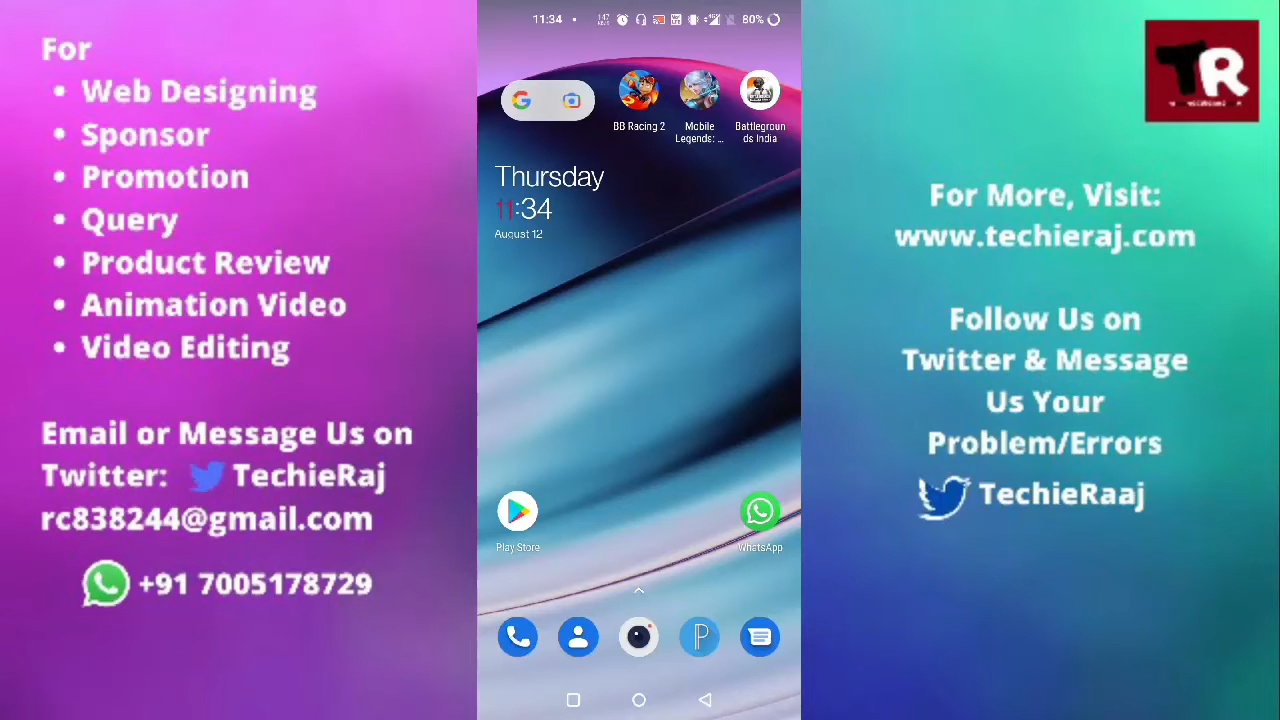 For
• Web Designing
• Sponsor
• Promotion
• Query
• Product Review
• Animation Video
• Video Editing
Email or Message Us on
Twitter: TechieRaj
rc838244@gmail.com
+91 7005178729
11:34
80%
BB Racing 2
Mobile
Legends: ...
Battlegroun
ds India
Thursday
11:34
August 12
Play Store
WhatsApp
TR
For More, Visit:
www.techieraj.com
Follow Us on
Twitter & Message
Us Your
Problem/Errors
TechieRaaj